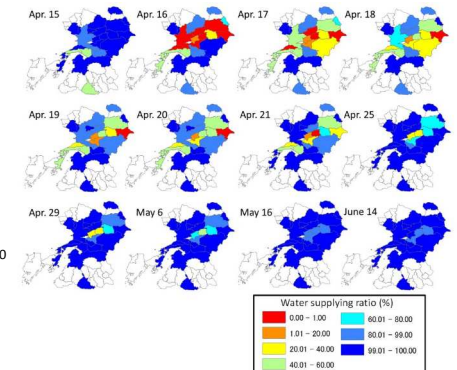 Apr. 15 Apr. 16 Apr. 17 Apr. 18
Apr. 19 Apr. 20 Apr. 21 Apr. 25
Apr. 29 May 6 May 16 June 14
0
Water supplying ratio (%)
0.00 - 1.00 60.01 - 80.00
1.01 - 20.00 80.01 - 99.00
20.01 - 40.00 99.01 - 100.00
40.01 - 60.00